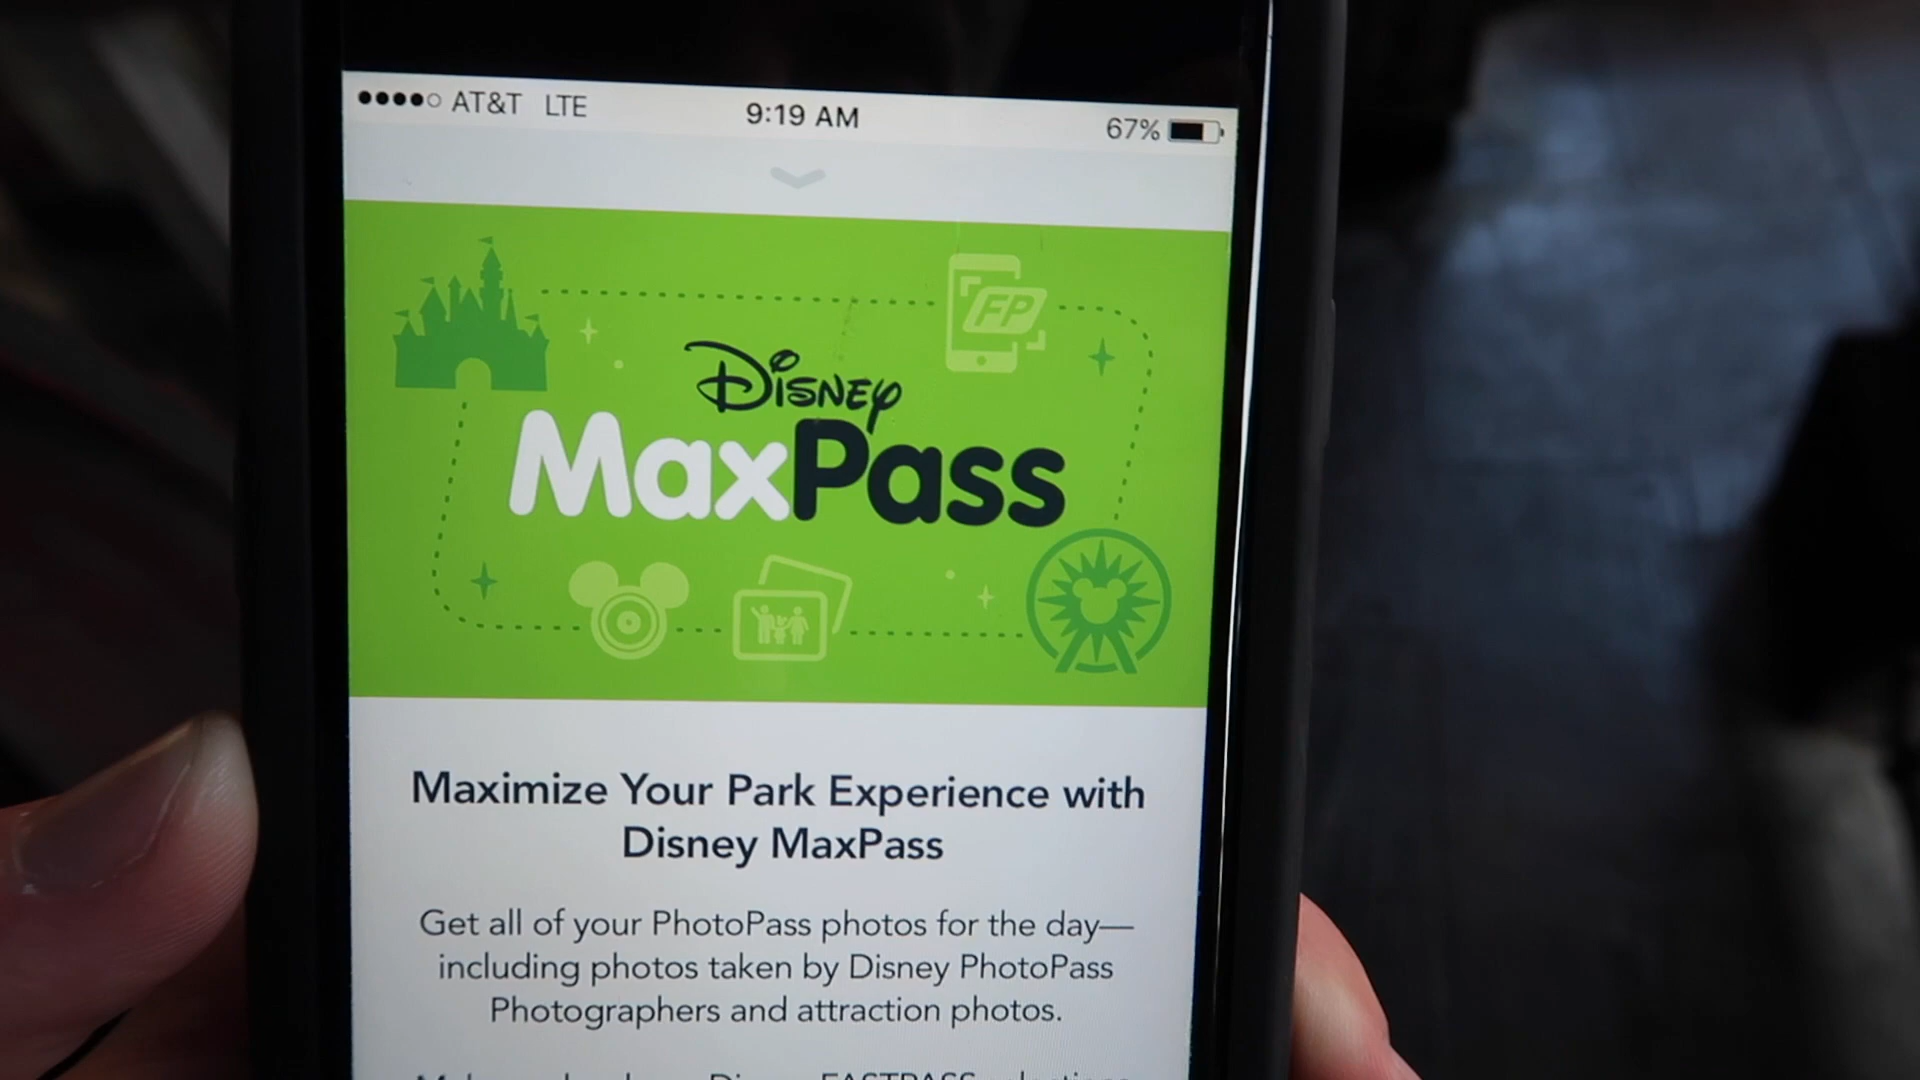 AT&T LTE 9:19 AM 67%
FP
Disney
MaxPass
Maximize Your Park Experience with
Disney MaxPass
Get all of your PhotoPass photos for the day—
including photos taken by Disney PhotoPass
Photographers and attraction photos.